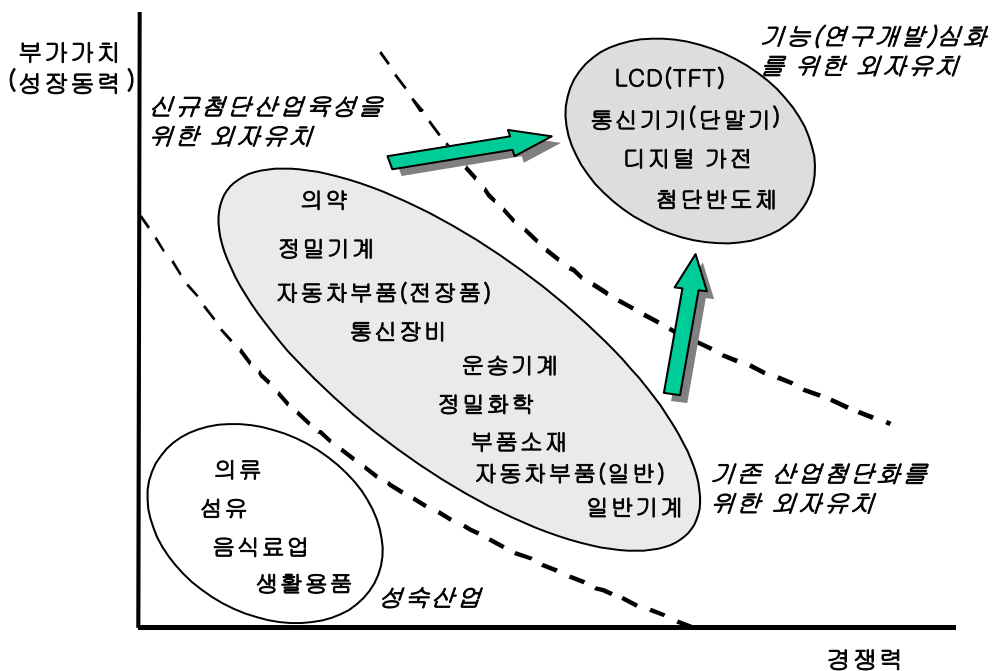 부가가치
(성장동력)
신규첨단산업육성을
위한 외자유치
기능(연구개발)심화
를 위한 외자유치
LCD(TFT)
통신기기(단말기)
디지털 가전
첨단반도체
의약
정밀기계
자동차부품(전장품)
통신장비
운송기계
정밀화학
부품소재
자동차부품(일반)
일반기계
기존 산업첨단화를
위한 외자유치
의류
섬유
음식료업
생활용품
성숙산업
경쟁력